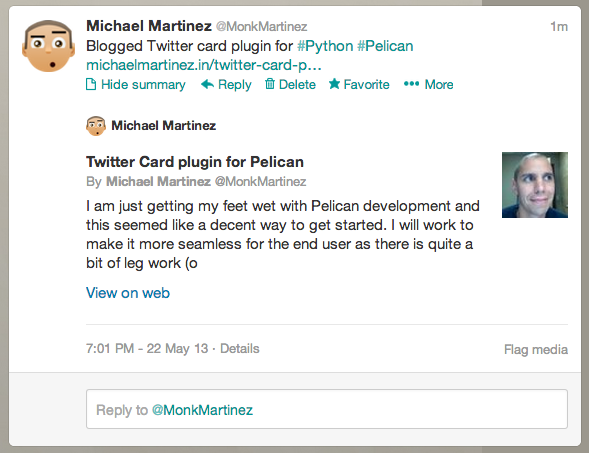 Michael Martinez @MonkMartinez 1m
Blogged Twitter card plugin for #Python #Pelican
michaelmartinez.in/twitter-card-p…
Hide summary Reply Delete Favorite More
Michael Martinez
Twitter Card plugin for Pelican
By Michael Martinez @MonkMartinez
I am just getting my feet wet with Pelican development and
this seemed like a decent way to get started. I will work to
make it more seamless for the end user as there is quite a
bit of leg work (o
View on web
7:01 PM - 22 May 13 · Details Flag media
Reply to @MonkMartinez